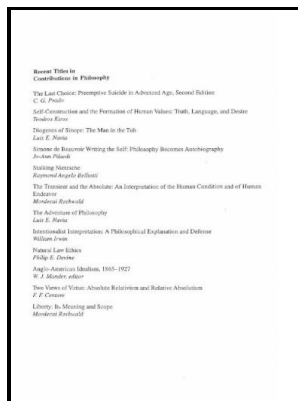 Recent Titles in
Contributions in Philosophy
The Last Choice: Preemptive Suicide in Advanced Age, Second Edition
C. G. Prado
Self-Construction and the Formation of Human Values: Truth, Language, and Desire
Teodros Kiros
Diogenes of Sinope: The Man in the Tub
Luis E. Navia
Simone de Beauvoir Writing the Self: Philosophy Becomes Autobiography
Jo-Ann Pilardi
Stalking Nietzsche
Raymond Angelo Belliotti
The Transient and the Absolute: An Interpretation of the Human Condition and of Human
Endeavor
Mordecai Roshwald
The Adventure of Philosophy
Luis E. Navia
Intentionalist Interpretation: A Philosophical Explanation and Defense
William Irwin
Natural Law Ethics
Philip E. Devine
Anglo-American Idealism, 1865–1927
W. J. Mander, editor
Two Views of Virtue: Absolute Relativism and Relative Absolutism
F. F. Centore
Liberty: Its Meaning and Scope
Mordecai Roshwald